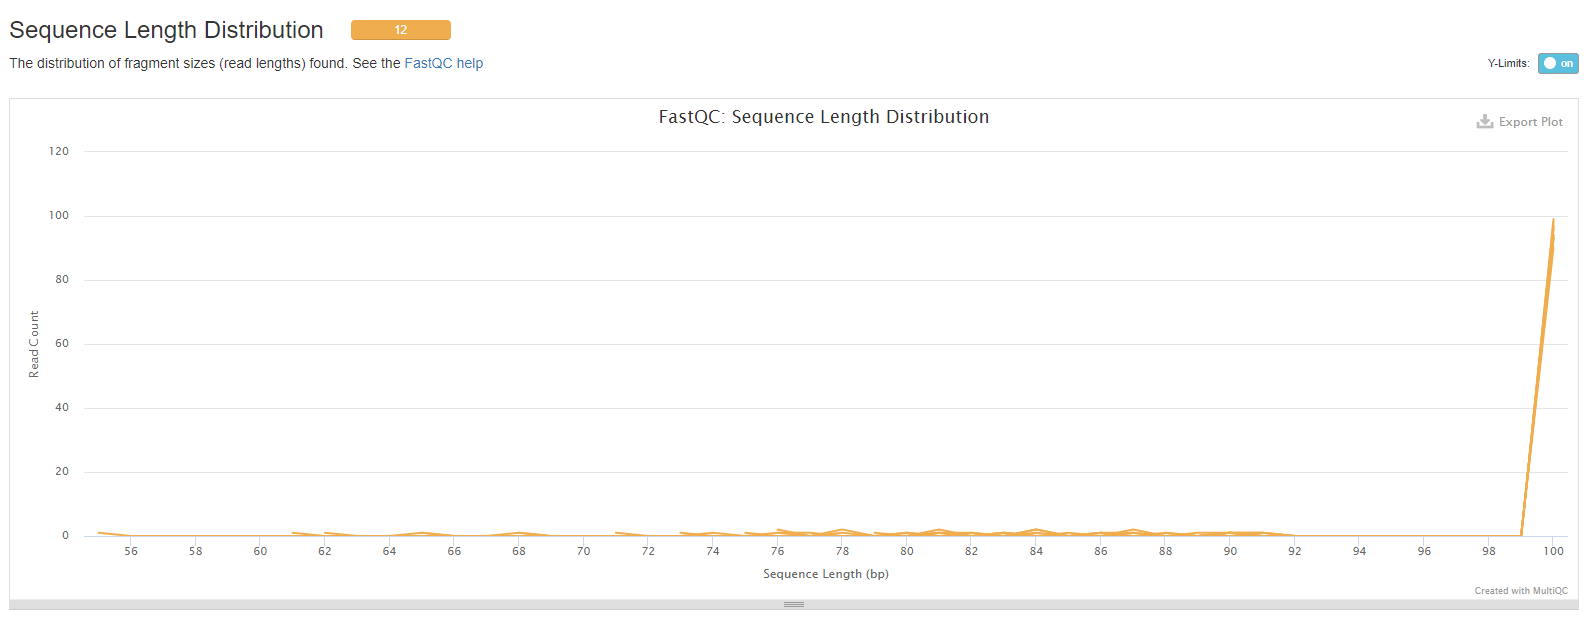 Sequence Length Distribution 12
The distribution of fragment sizes (read lengths) found. See the FastQC help
Y-Limits: on
FastQC: Sequence Length Distribution
Export Plot
120
100
80
60
40
20
0
Read Count
56 58 60 62 64 66 68 70 72 74 76 78 80 82 84 86 88 90 92 94 96 98 100
Sequence Length (bp)
Created with MultiQC